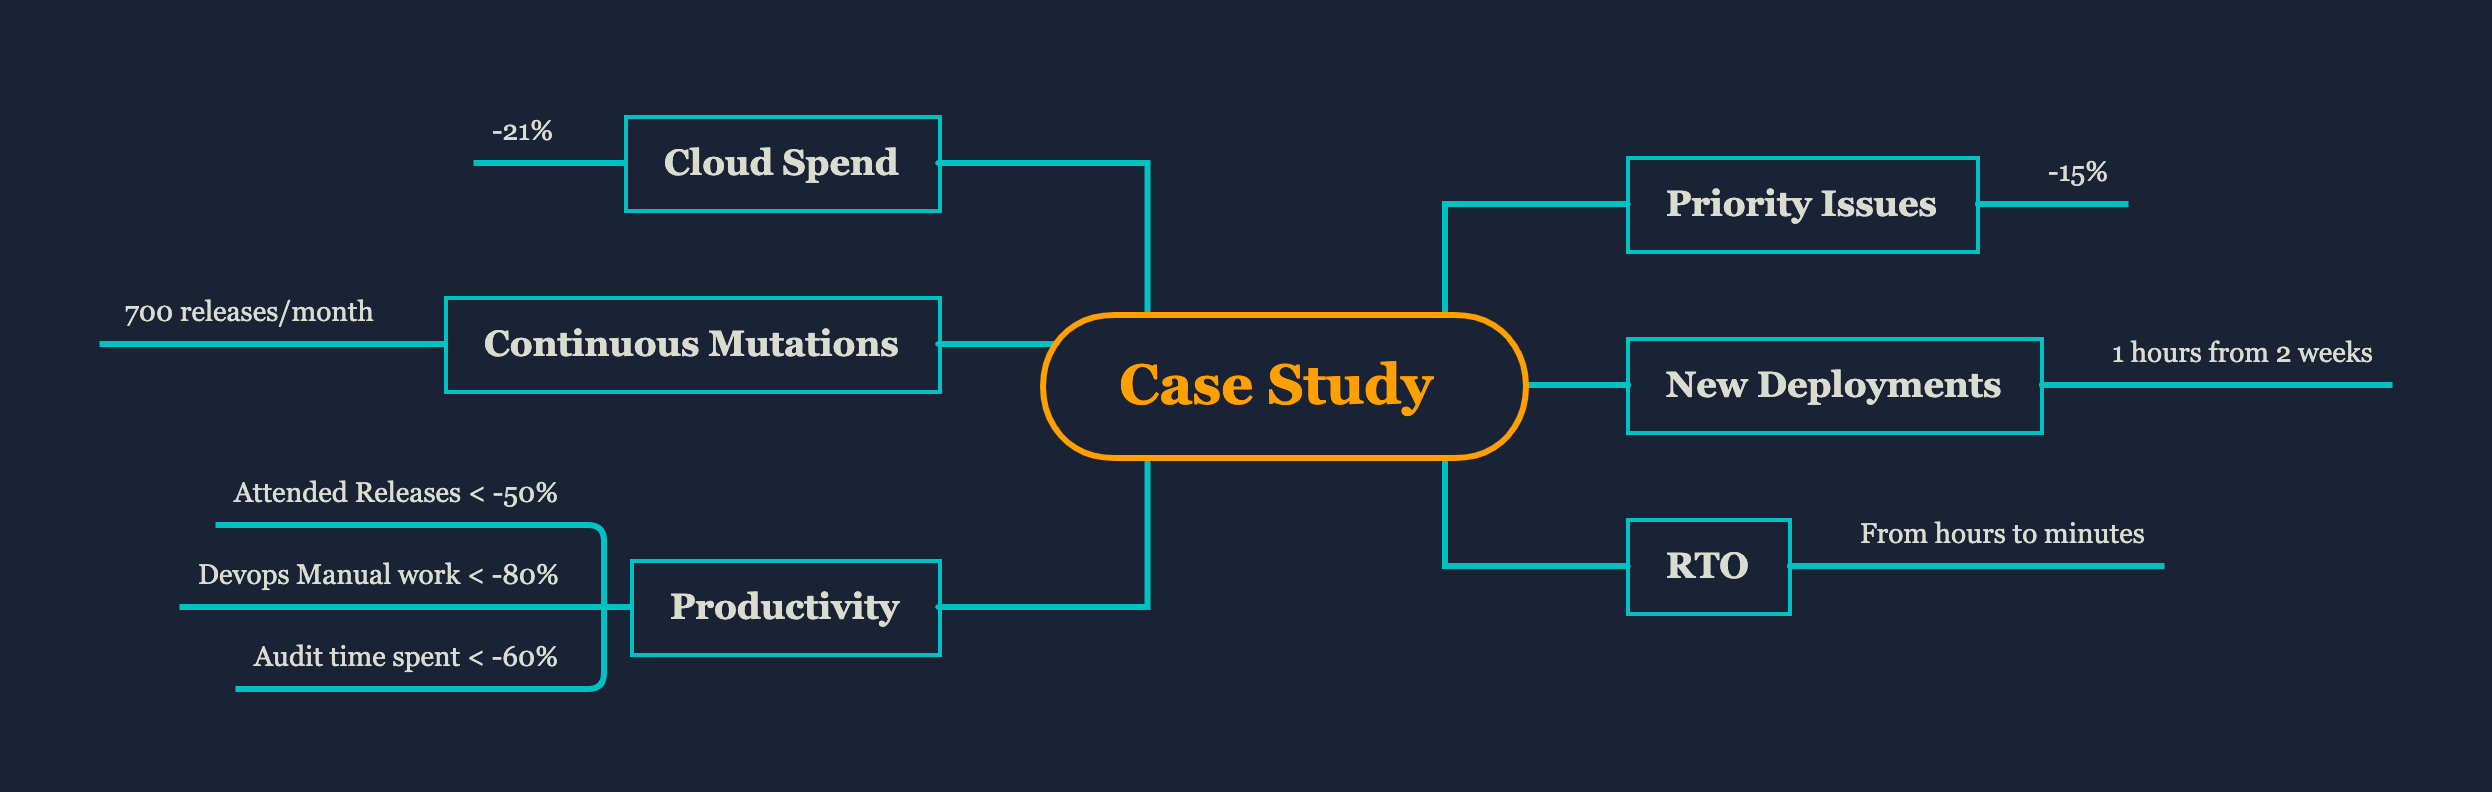 Case Study
Cloud Spend
-21%
Continuous Mutations
700 releases/month
Productivity
Attended Releases < -50%
Devops Manual work < -80%
Audit time spent < -60%
Priority Issues
-15%
New Deployments
1 hours from 2 weeks
RTO
From hours to minutes